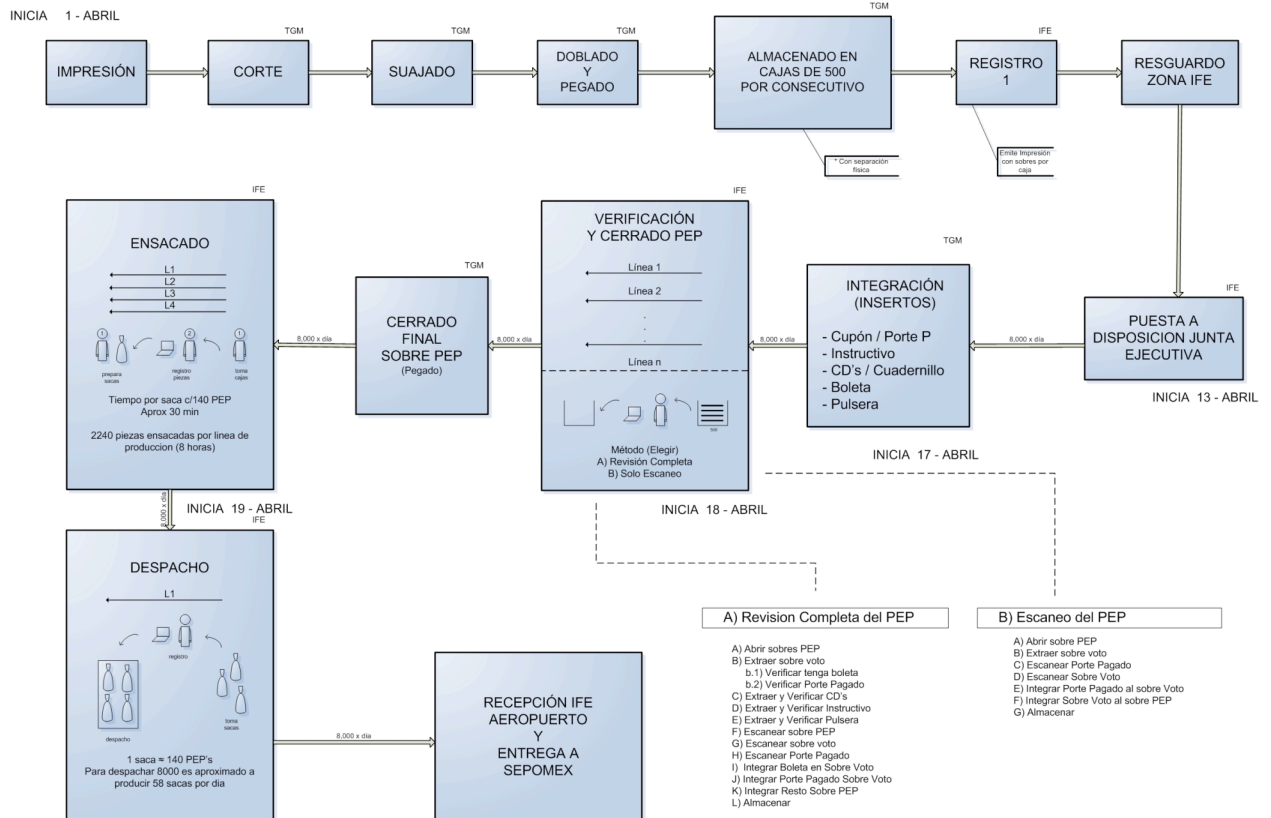 INICIA 1 - ABRIL
IMPRESIÓN
TGM
CORTE
TGM
SUAJADO
TGM
DOBLADO
Y
PEGADO
TGM
ALMACENADO EN
CAJAS DE 500
POR CONSECUTIVO
* Con separación
física
IFE
REGISTRO
1
Emite Impresión
con sobres por
caja
RESGUARDO
ZONA IFE
IFE
PUESTA A
DISPOSICION JUNTA
EJECUTIVA
INICIA 13 - ABRIL
8,000 x día
TGM
INTEGRACIÓN
(INSERTOS)
- Cupón / Porte P
- Instructivo
- CD's / Cuadernillo
- Boleta
- Pulsera
INICIA 17 - ABRIL
8,000 x día
IFE
VERIFICACIÓN
Y CERRADO PEP
Línea 1
Línea 2
.
.
.
Línea n
500
Método (Elegir)
A) Revisión Completa
B) Solo Escaneo
INICIA 18 - ABRIL
8,000 x día
TGM
CERRADO
FINAL
SOBRE PEP
(Pegado)
8,000 x día
IFE
ENSACADO
L1
L2
L3
L4
1
2
1
prepara
sacas
registro
piezas
toma
cajas
Tiempo por saca c/140 PEP
Aprox 30 min
2240 piezas ensacadas por linea de
produccion (8 horas)
8,000 x día
INICIA 19 - ABRIL
IFE
DESPACHO
L1
registro
despacho
toma
sacas
1 saca ≈ 140 PEP's
Para despachar 8000 es aproximado a
producir 58 sacas por dia
8,000 x día
RECEPCIÓN IFE
AEROPUERTO
Y
ENTREGA A
SEPOMEX
A) Revision Completa del PEP
A) Abrir sobres PEP
B) Extraer sobre voto
b.1) Verificar tenga boleta
b.2) Verificar Porte Pagado
C) Extraer y Verificar CD's
D) Extraer y Verificar Instructivo
E) Extraer y Verificar Pulsera
F) Escanear sobre PEP
G) Escanear sobre voto
H) Escanear Porte Pagado
I) Integrar Boleta en Sobre Voto
J) Integrar Porte Pagado Sobre Voto
K) Integrar Resto Sobre PEP
L) Almacenar
B) Escaneo del PEP
A) Abrir sobre PEP
B) Extraer sobre voto
C) Escanear Porte Pagado
D) Escanear Sobre Voto
E) Integrar Porte Pagado al sobre Voto
F) Integrar Sobre Voto al sobre PEP
G) Almacenar